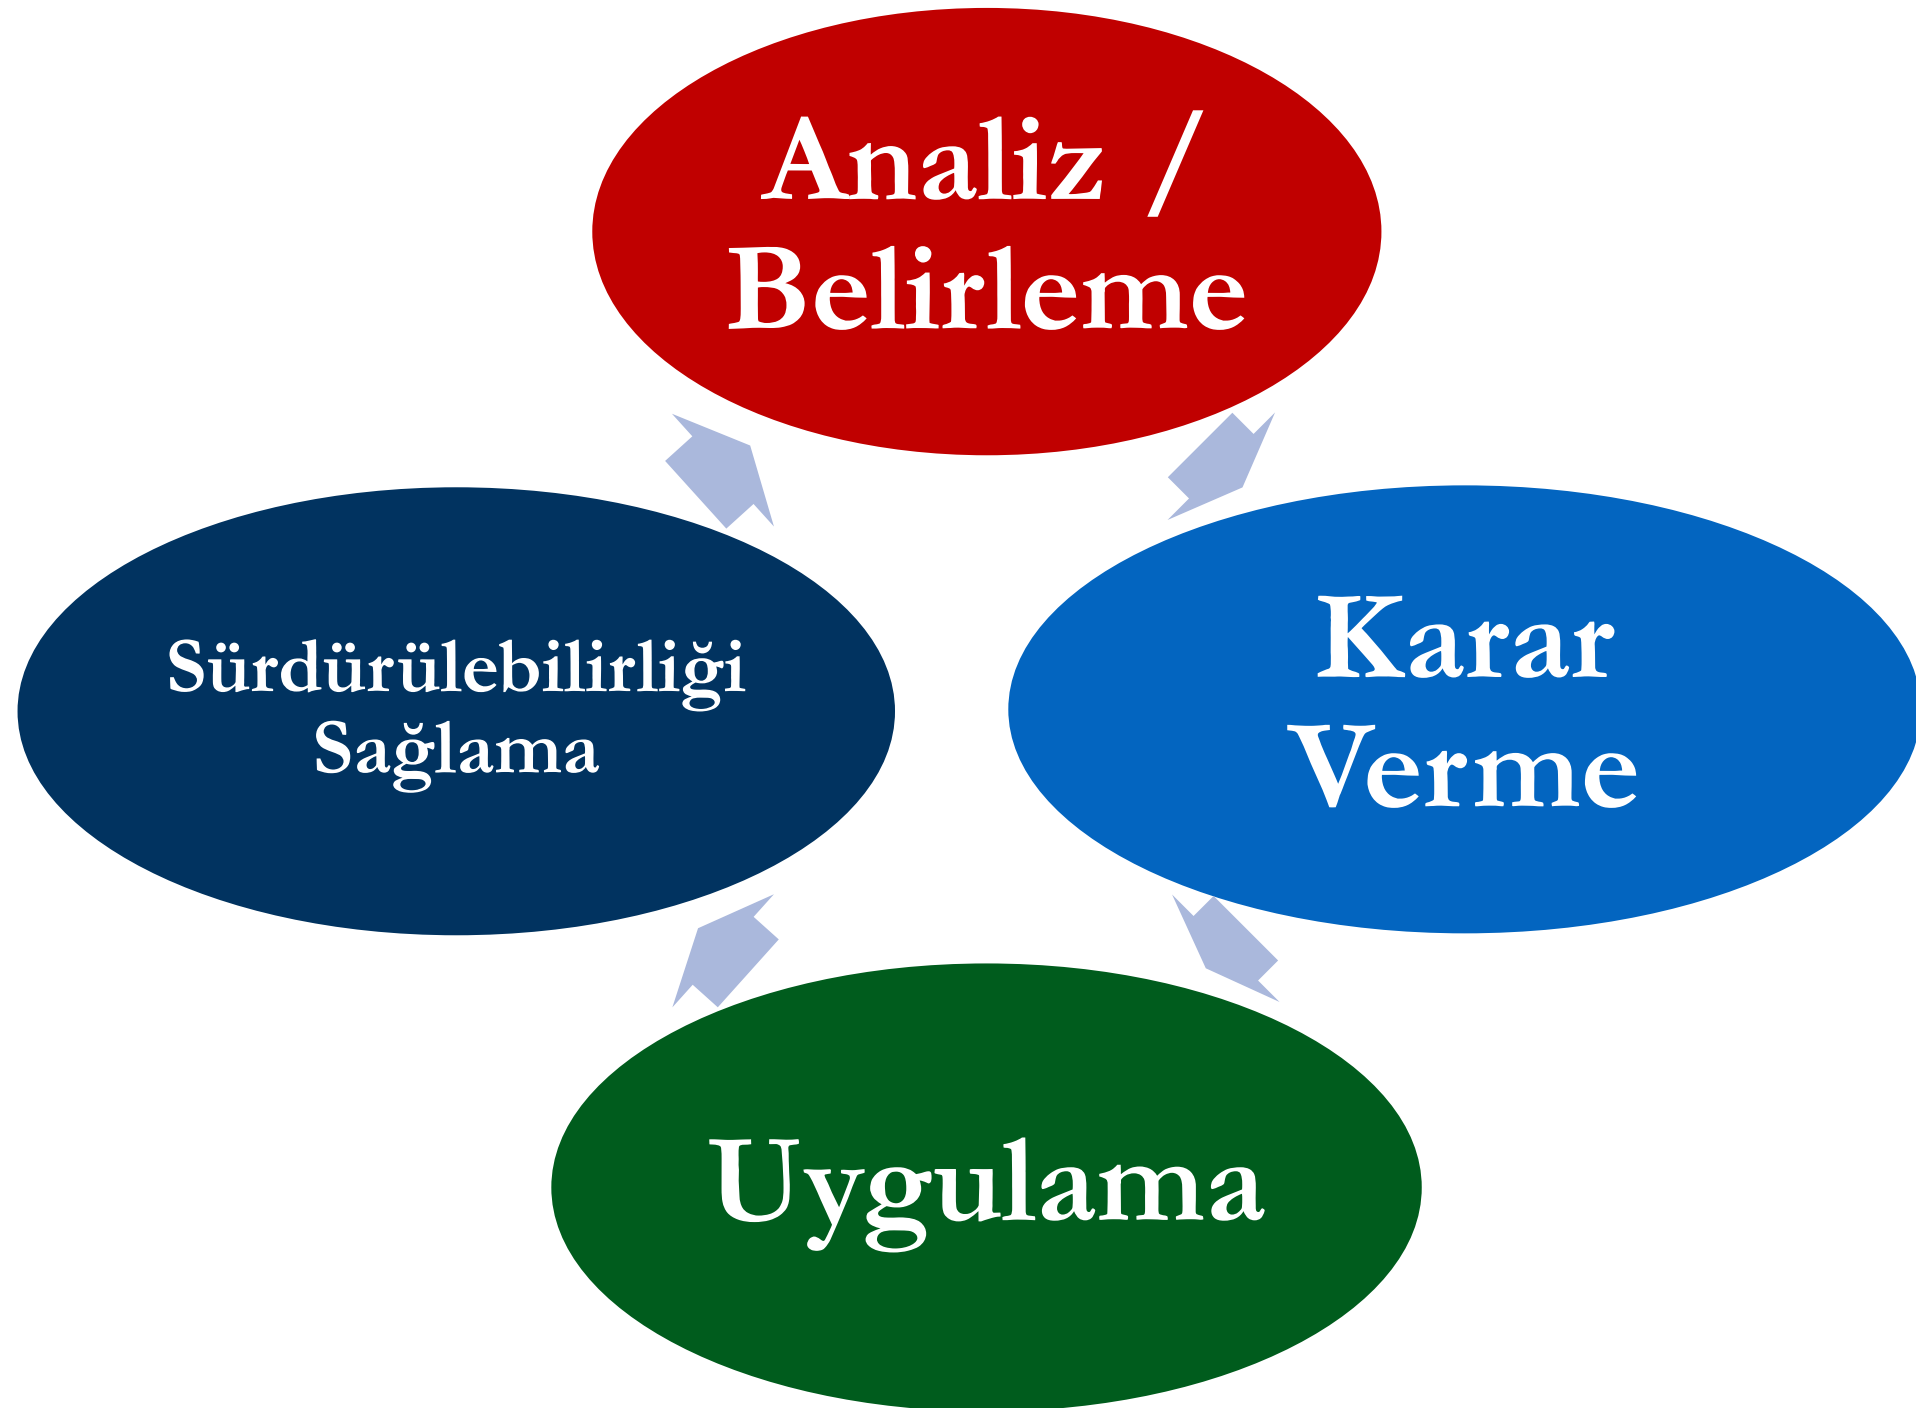 Analiz /
Belirleme
Karar
Verme
Uygulama
Sürdürülebilirliği
Sağlama